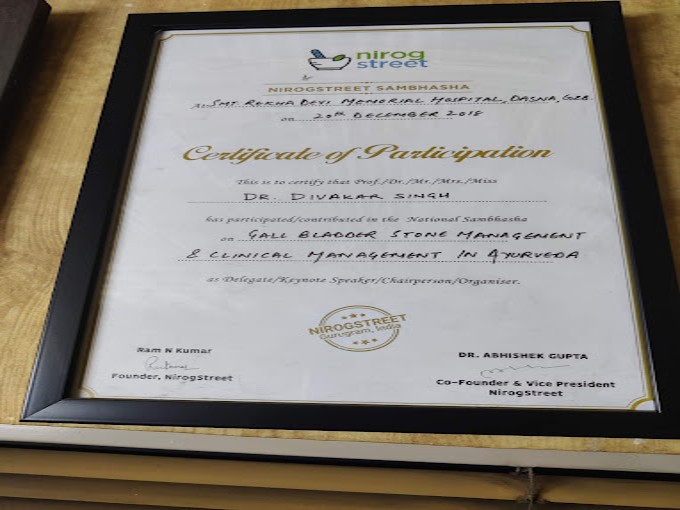 nirog
street
NIROGSTREET SAMBHASHA
At SMT. REKHA DEVI MEMORIAL HOSPITAL, DASNA, GZB.
on 20th DECEMBER 2018
Certificate of Participation
This is to certify that Prof./Dr./Mr./Mrs./Miss
DR. DIVAKAR SINGH
has participated/contributed in the National Sambhasha
on GALL BLADDER STONE MANAGEMENT
& CLINICAL MANAGEMENT IN AYURVEDA
as Delegate/Keynote Speaker/Chairperson/Organiser.
NIROGSTREET
Gurugram, India
Ram N Kumar
Founder, NirogStreet
DR. ABHISHEK GUPTA
Co-Founder & Vice President
NirogStreet